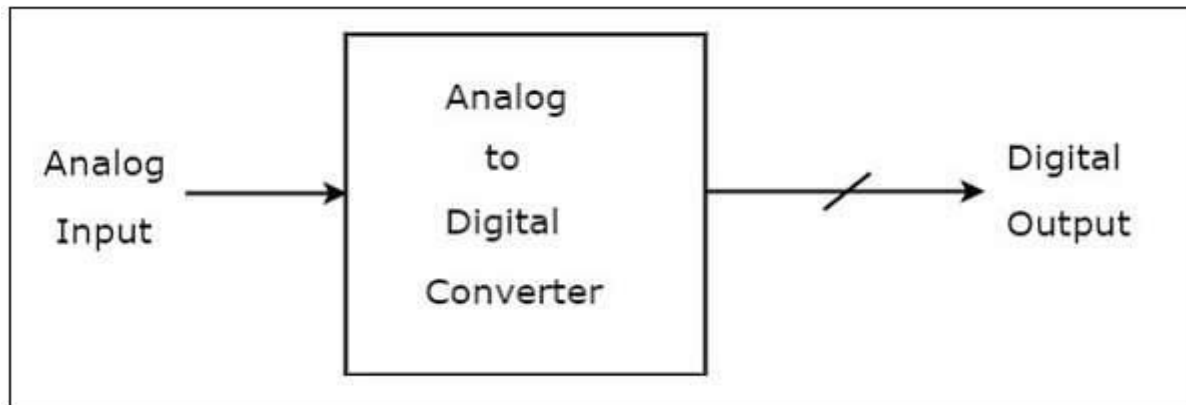 Analog
Input
Analog
to
Digital
Converter
Digital
Output